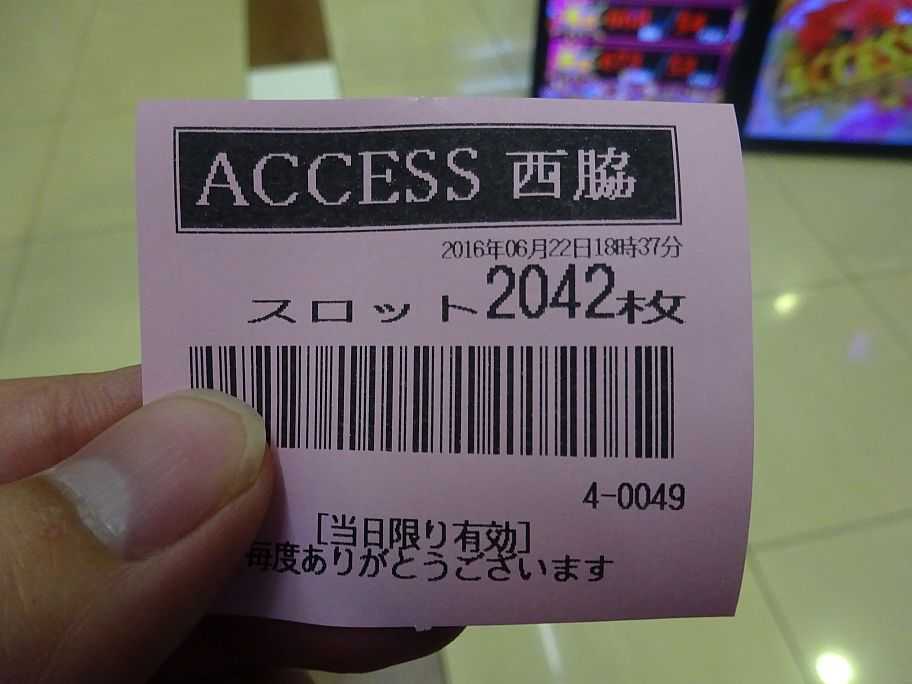 ACCESS 西脇
2016年06月22日18時37分
スロット2042枚
4-0049
[当日限り有効]
毎度ありがとうございます
ACCESS